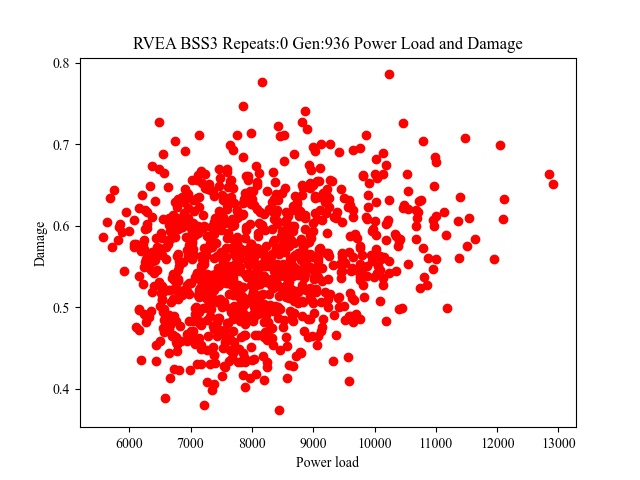 RVEA BSS3 Repeats:0 Gen:936 Power Load and Damage
0.8
0.7
0.6
0.5
0.4
Damage
6000 7000 8000 9000 10000 11000 12000 13000
Power load